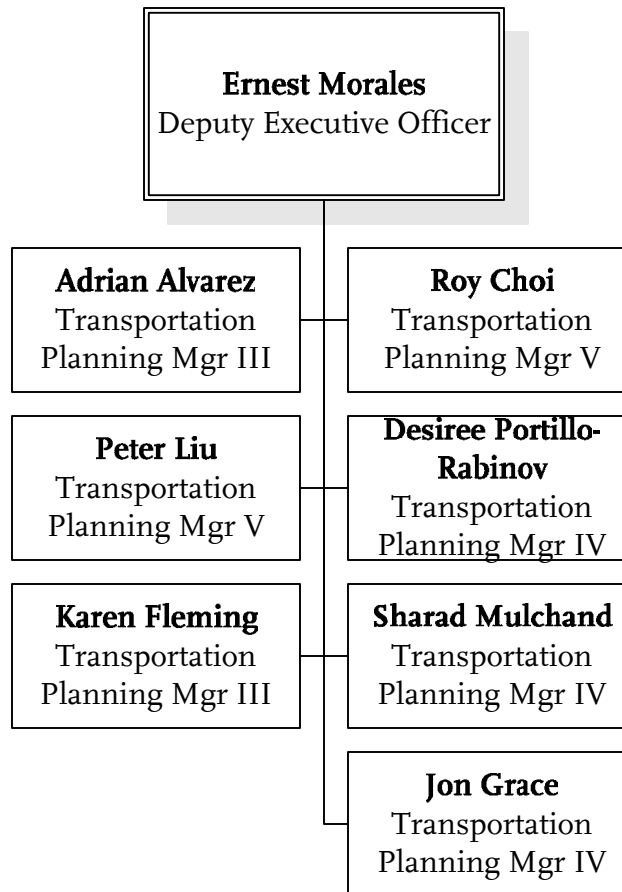 Ernest Morales
Deputy Executive Officer
Adrian Alvarez
Transportation
Planning Mgr III
Roy Choi
Transportation
Planning Mgr V
Peter Liu
Transportation
Planning Mgr V
Desiree Portillo-
Rabinov
Transportation
Planning Mgr IV
Karen Fleming
Transportation
Planning Mgr III
Sharad Mulchand
Transportation
Planning Mgr IV
Jon Grace
Transportation
Planning Mgr IV